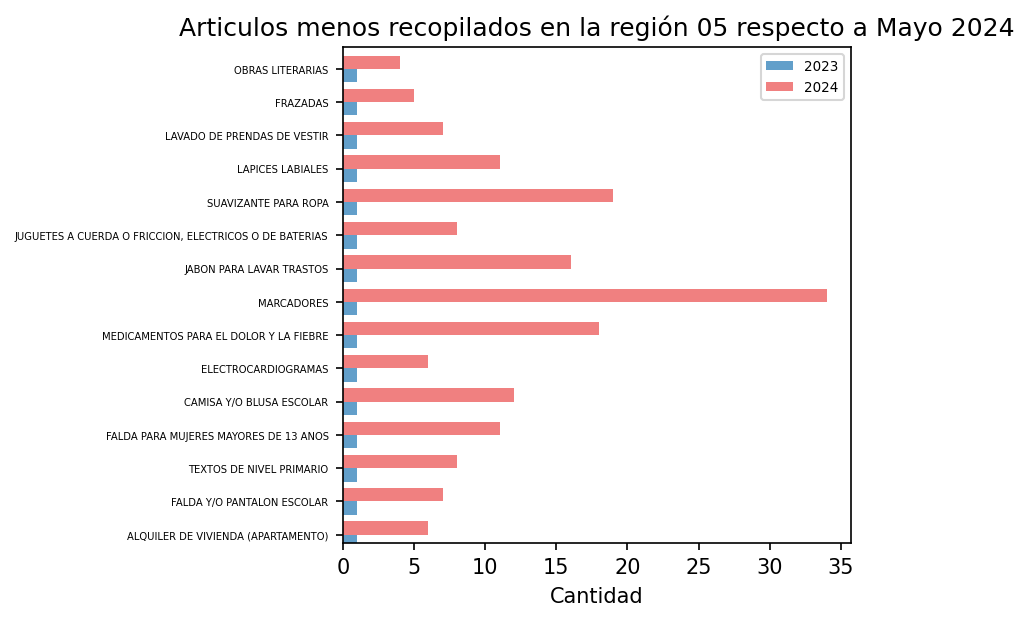 Articulos menos recopilados en la región 05 respecto a Mayo 2024
2023
2024
OBRAS LITERARIAS
FRAZADAS
LAVADO DE PRENDAS DE VESTIR
LAPICES LABIALES
SUAVIZANTE PARA ROPA
JUGUETES A CUERDA O FRICCION, ELECTRICOS O DE BATERIAS
JABON PARA LAVAR TRASTOS
MARCADORES
MEDICAMENTOS PARA EL DOLOR Y LA FIEBRE
ELECTROCARDIOGRAMAS
CAMISA Y/O BLUSA ESCOLAR
FALDA PARA MUJERES MAYORES DE 13 ANOS
TEXTOS DE NIVEL PRIMARIO
FALDA Y/O PANTALON ESCOLAR
ALQUILER DE VIVIENDA (APARTAMENTO)
0 5 10 15 20 25 30 35
Cantidad